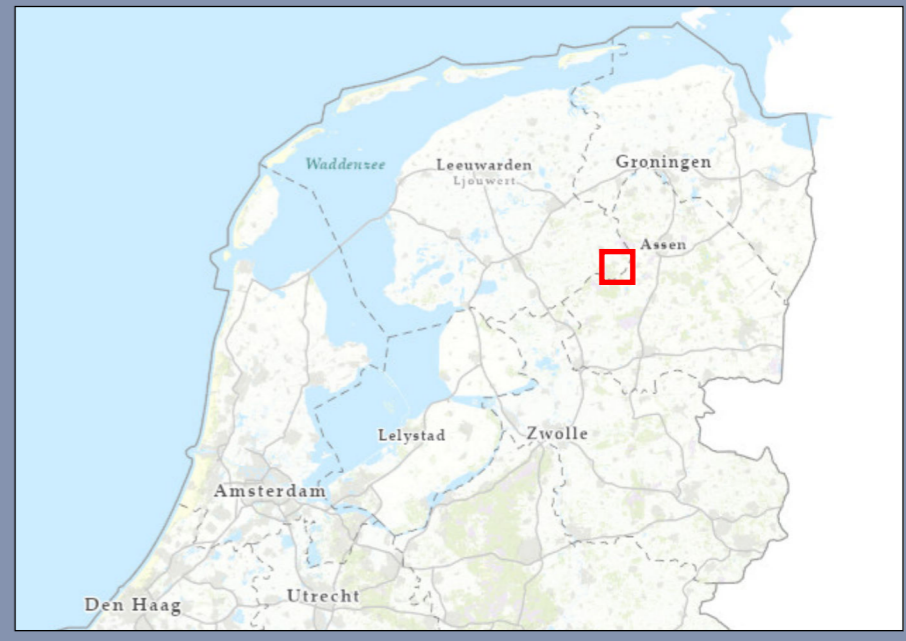 Waddenzee
Leeuwarden
Ljouwert
Groningen
Assen
Lelystad
Zwolle
Amsterdam
Utrecht
Den Haag